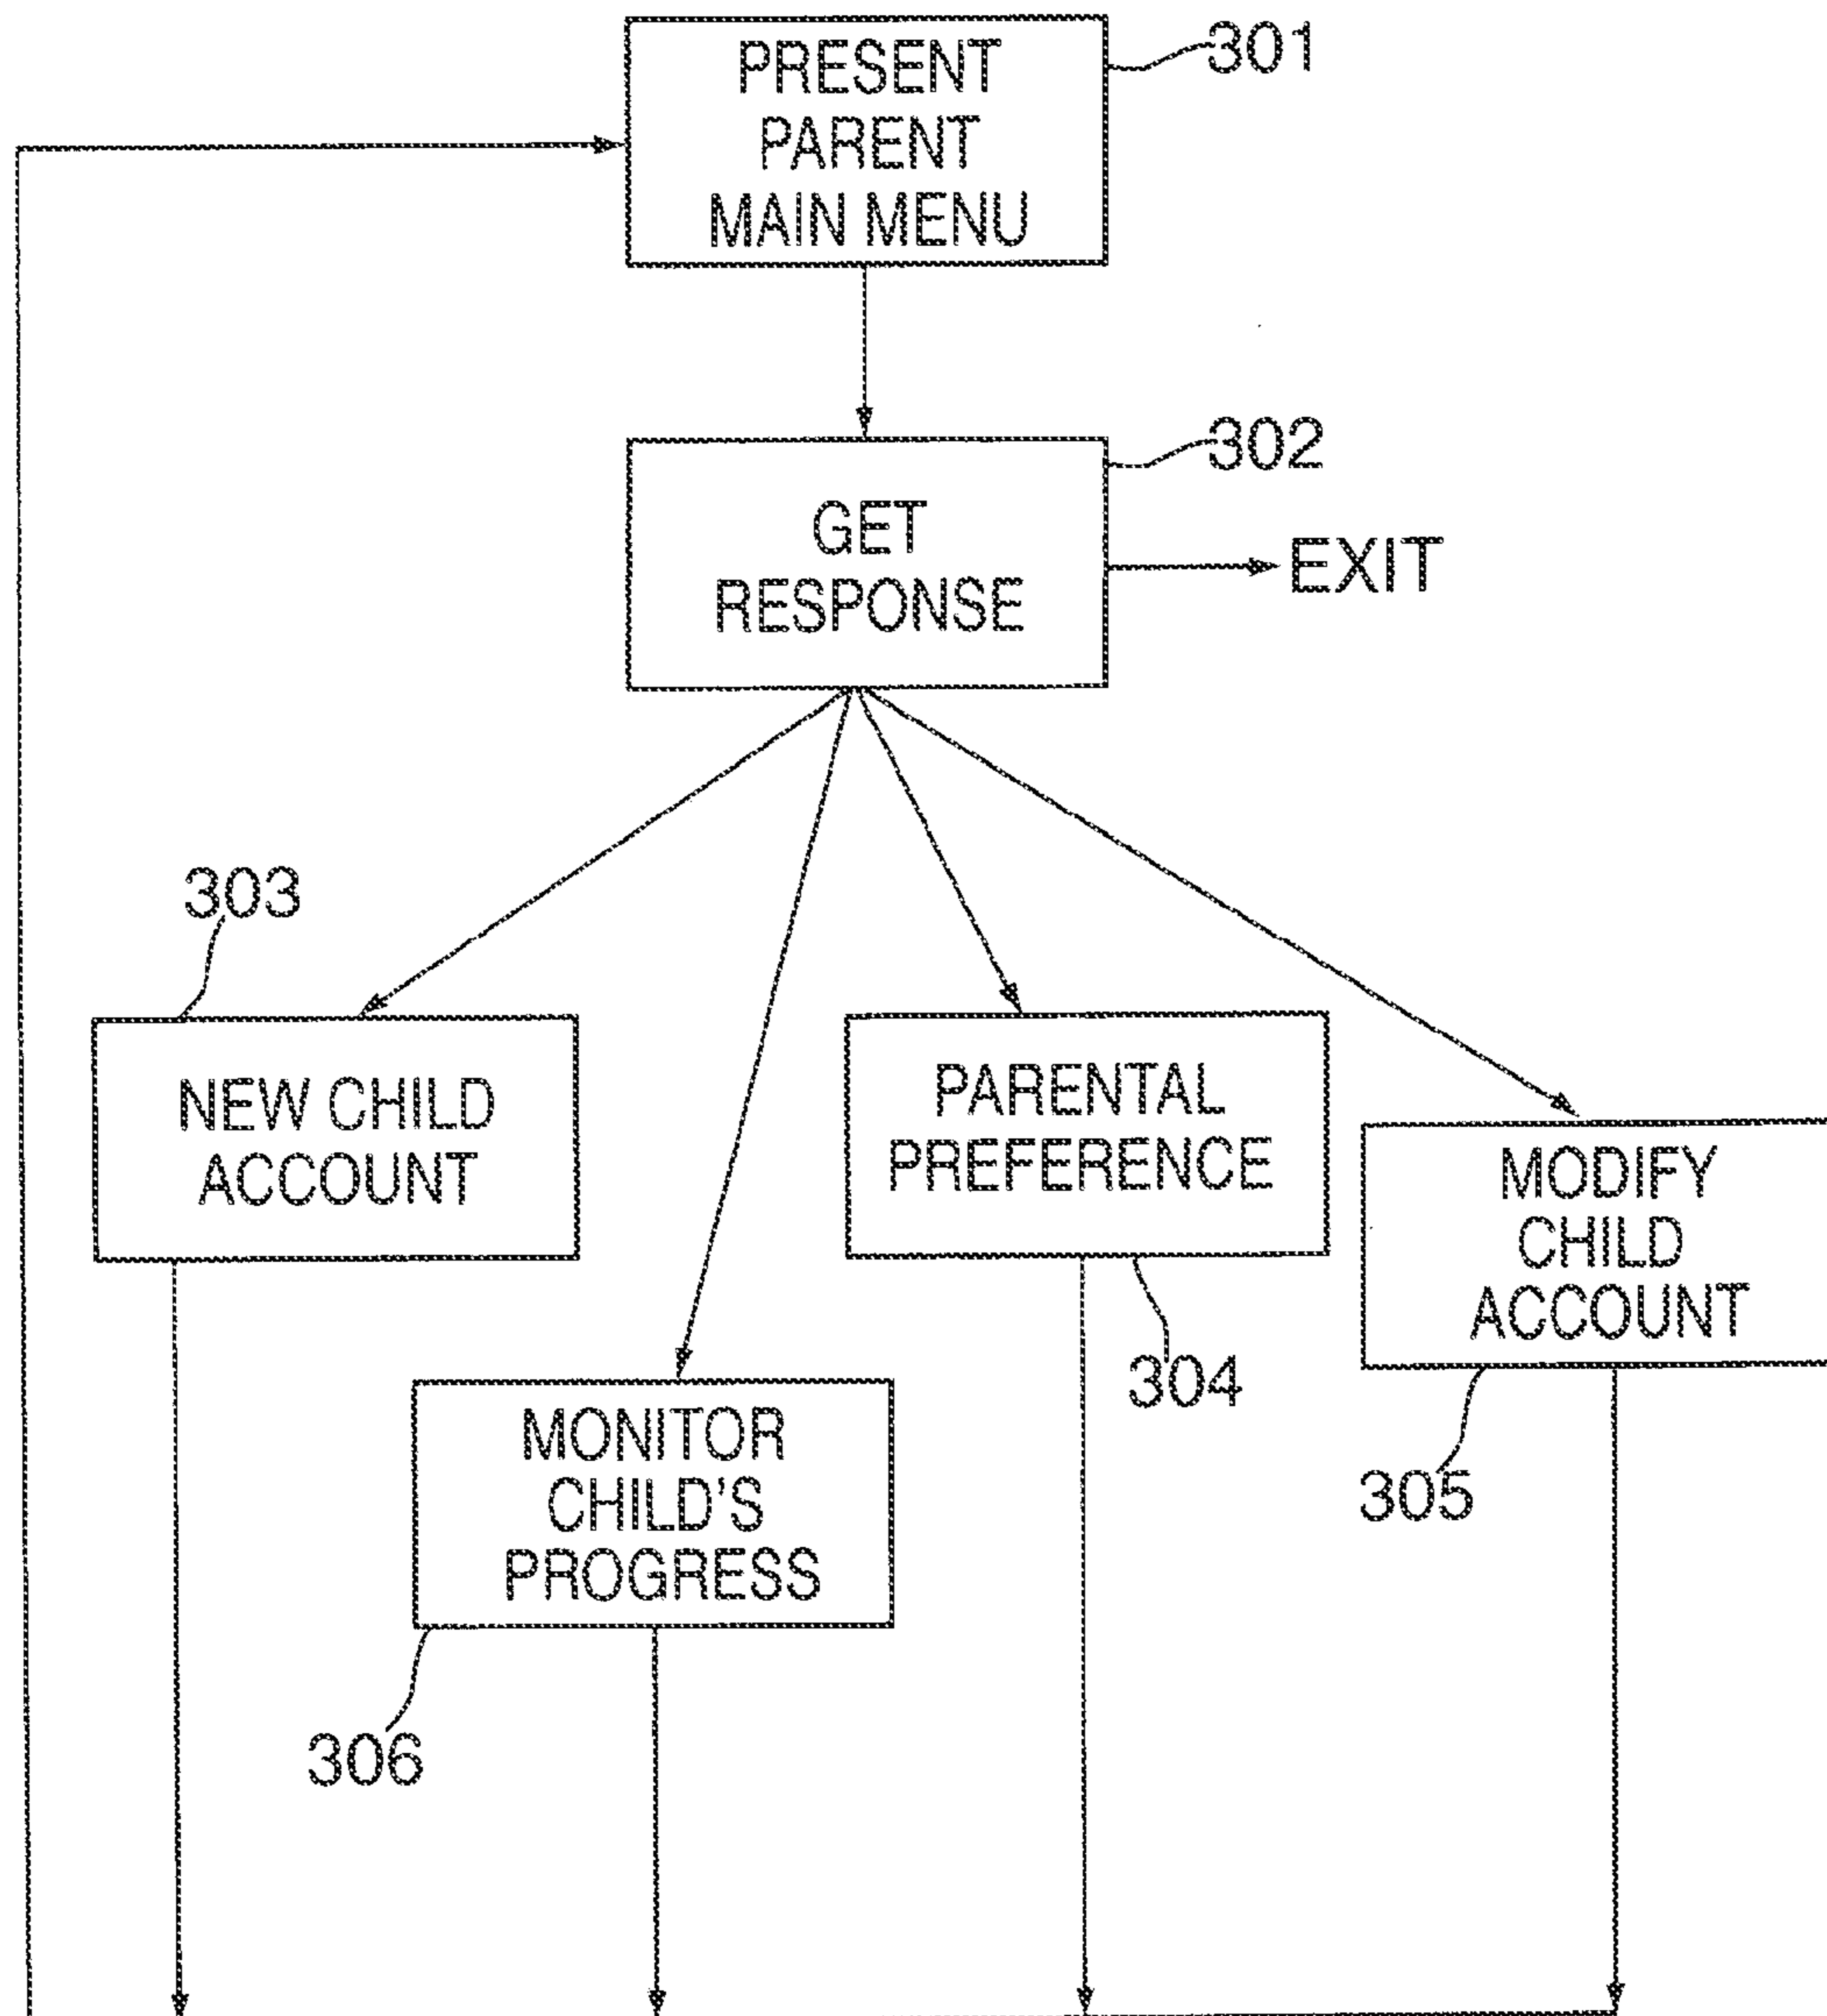 PRESENT
PARENT
MAIN MENU
301
302
GET
RESPONSE
EXIT
303
NEW CHILD
ACCOUNT
PARENTAL
PREFERENCE
304
MODIFY
CHILD
ACCOUNT
305
MONITOR
CHILD'S
PROGRESS
306